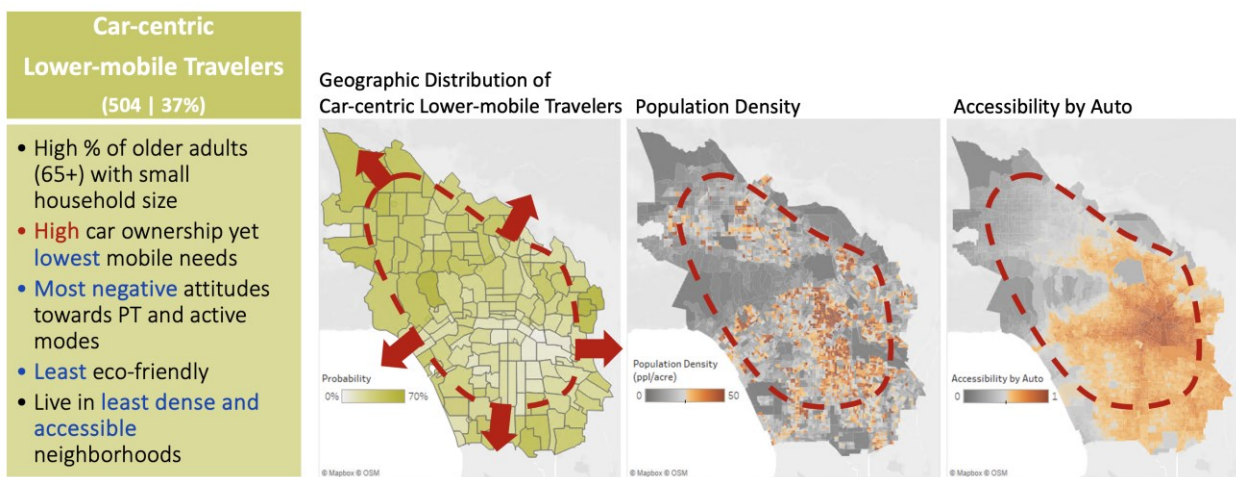 Car-centric
Lower-mobile Travelers
(504 | 37%)
• High % of older adults
(65+) with small
household size
• High car ownership yet
lowest mobile needs
• Most negative attitudes
towards PT and active
modes
• Least eco-friendly
• Live in least dense and
accessible
neighborhoods
Geographic Distribution of
Car-centric Lower-mobile Travelers
Probability
0% 70%
© Mapbox © OSM
Population Density
Population Density
(ppl/acre)
0 50
© Mapbox © OSM
Accessibility by Auto
Accessibility by Auto
0 1
© Mapbox © OSM